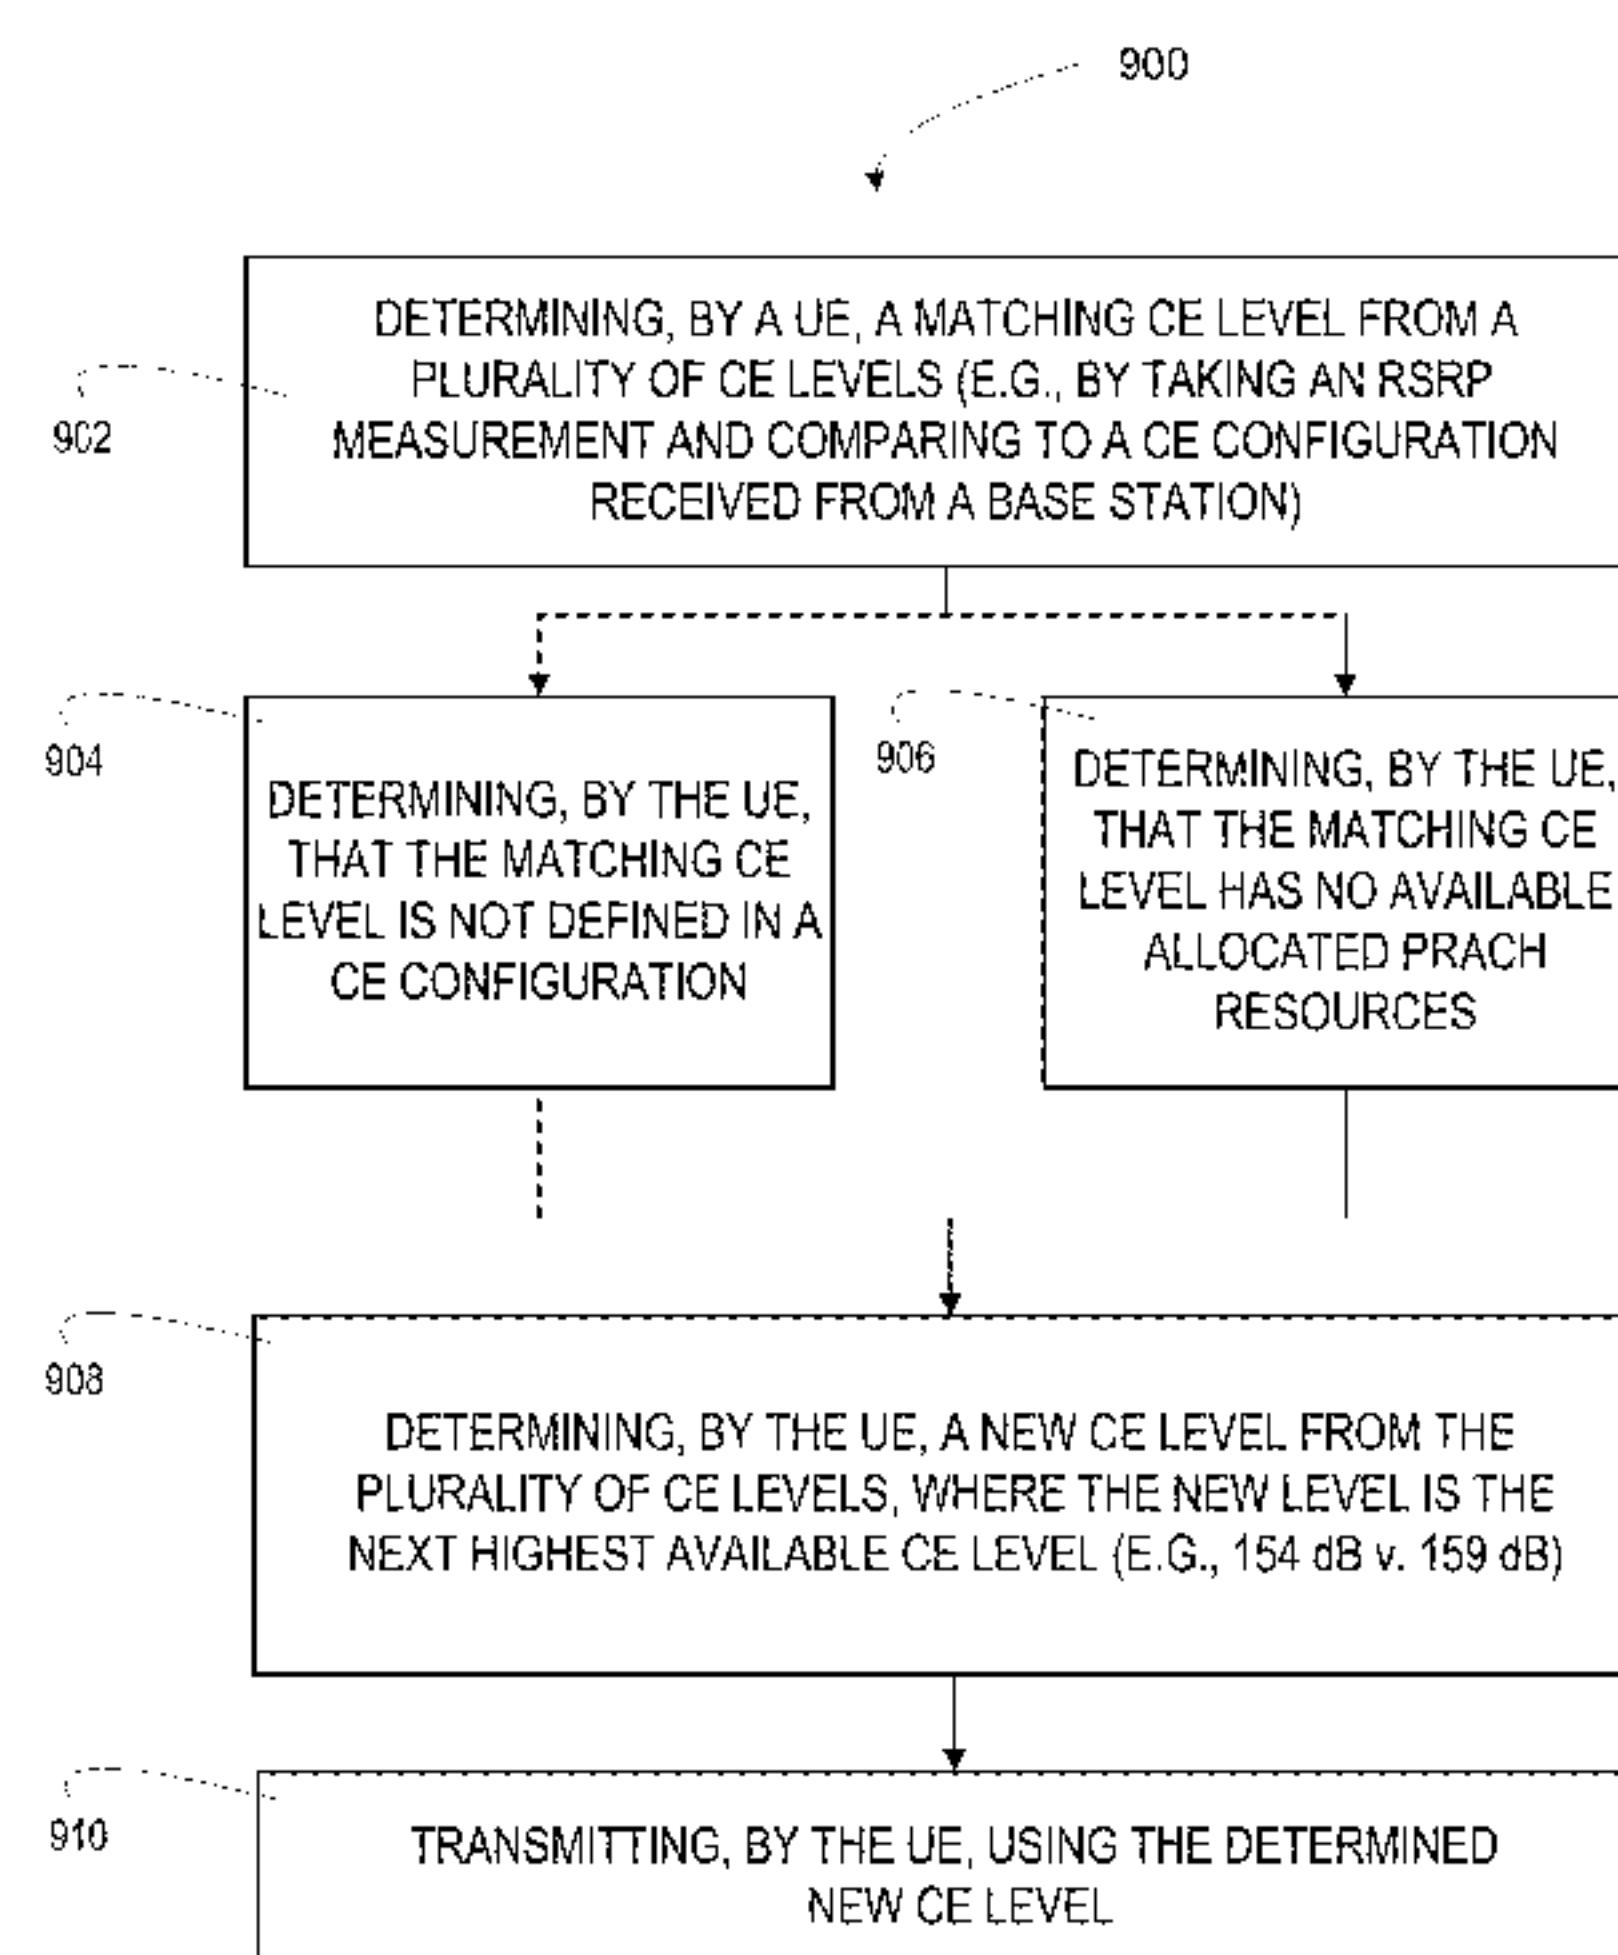 900
DETERMINING, BY A UE, A MATCHING CE LEVEL FROM A
PLURALITY OF CE LEVELS (E.G., BY TAKING AN RSRP
MEASUREMENT AND COMPARING TO A CE CONFIGURATION
RECEIVED FROM A BASE STATION)
902
904
DETERMINING, BY THE UE,
THAT THE MATCHING CE
LEVEL IS NOT DEFINED IN A
CE CONFIGURATION
906
DETERMINING, BY THE UE,
THAT THE MATCHING CE
LEVEL HAS NO AVAILABLE
ALLOCATED PRACH
RESOURCES
908
DETERMINING, BY THE UE, A NEW CE LEVEL FROM THE
PLURALITY OF CE LEVELS, WHERE THE NEW LEVEL IS THE
NEXT HIGHEST AVAILABLE CE LEVEL (E.G., 154 dB v. 159 dB)
910
TRANSMITTING, BY THE UE, USING THE DETERMINED
NEW CE LEVEL